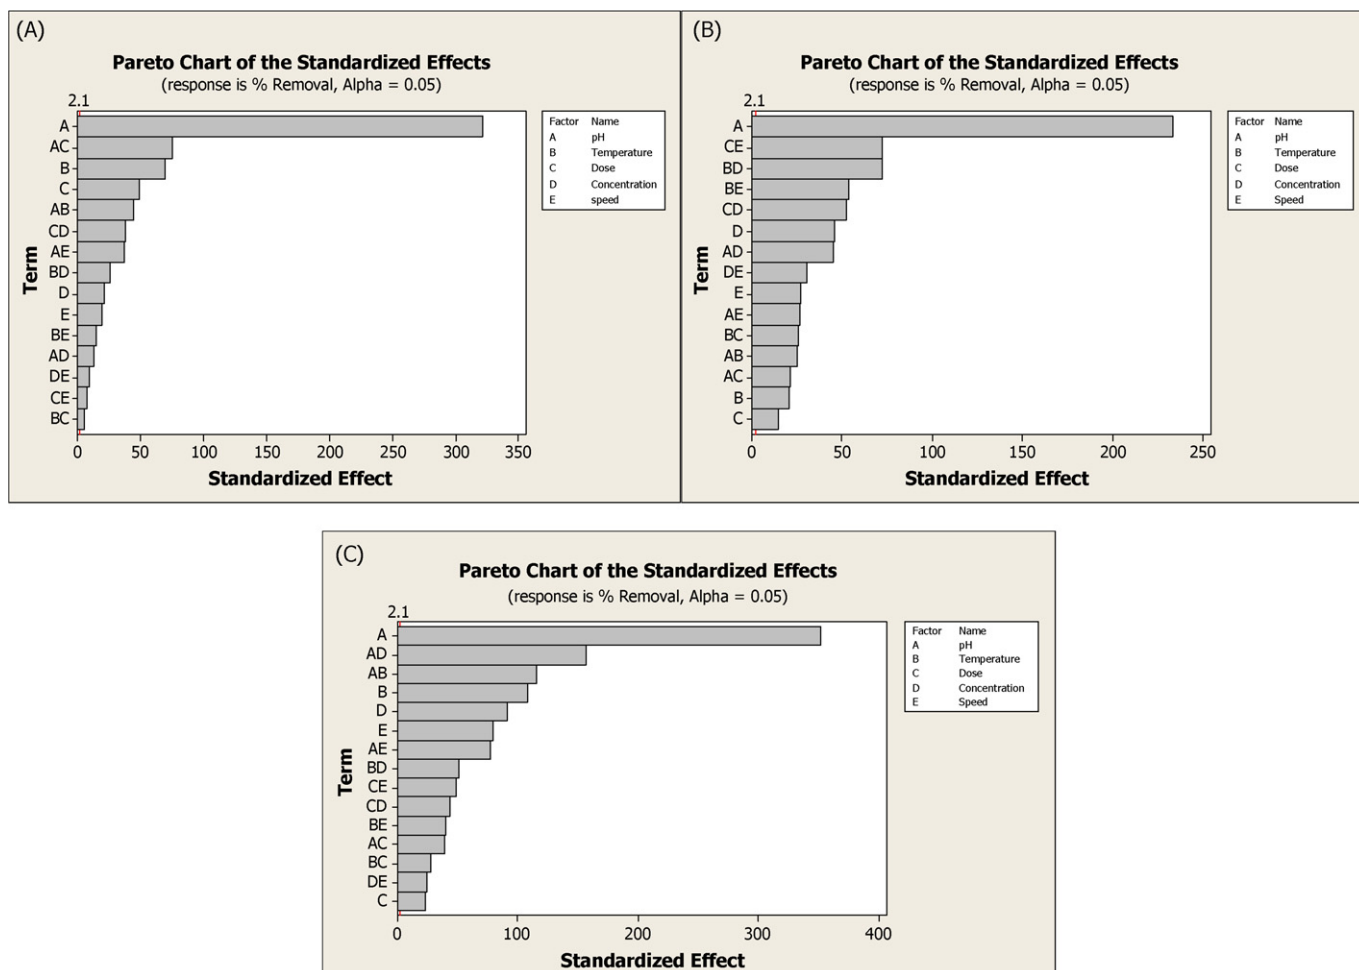 (A)
Pareto Chart of the Standardized Effects
(response is % Removal, Alpha = 0.05)
2.1
Term
A
AC
B
C
AB
CD
AE
BD
D
E
BE
AD
DE
CE
BC
0 50 100 150 200 250 300 350
Standardized Effect
Factor Name
A pH
B Temperature
C Dose
D Concentration
E speed
(B)
Pareto Chart of the Standardized Effects
(response is % Removal, Alpha = 0.05)
2.1
Term
A
CE
BD
BE
CD
D
AD
DE
E
AE
BC
AB
AC
B
C
0 50 100 150 200 250
Standardized Effect
Factor Name
A pH
B Temperature
C Dose
D Concentration
E Speed
(C)
Pareto Chart of the Standardized Effects
(response is % Removal, Alpha = 0.05)
2.1
Term
A
AD
AB
B
D
E
AE
BD
CE
CD
BE
AC
BC
DE
C
0 100 200 300 400
Standardized Effect
Factor Name
A pH
B Temperature
C Dose
D Concentration
E Speed